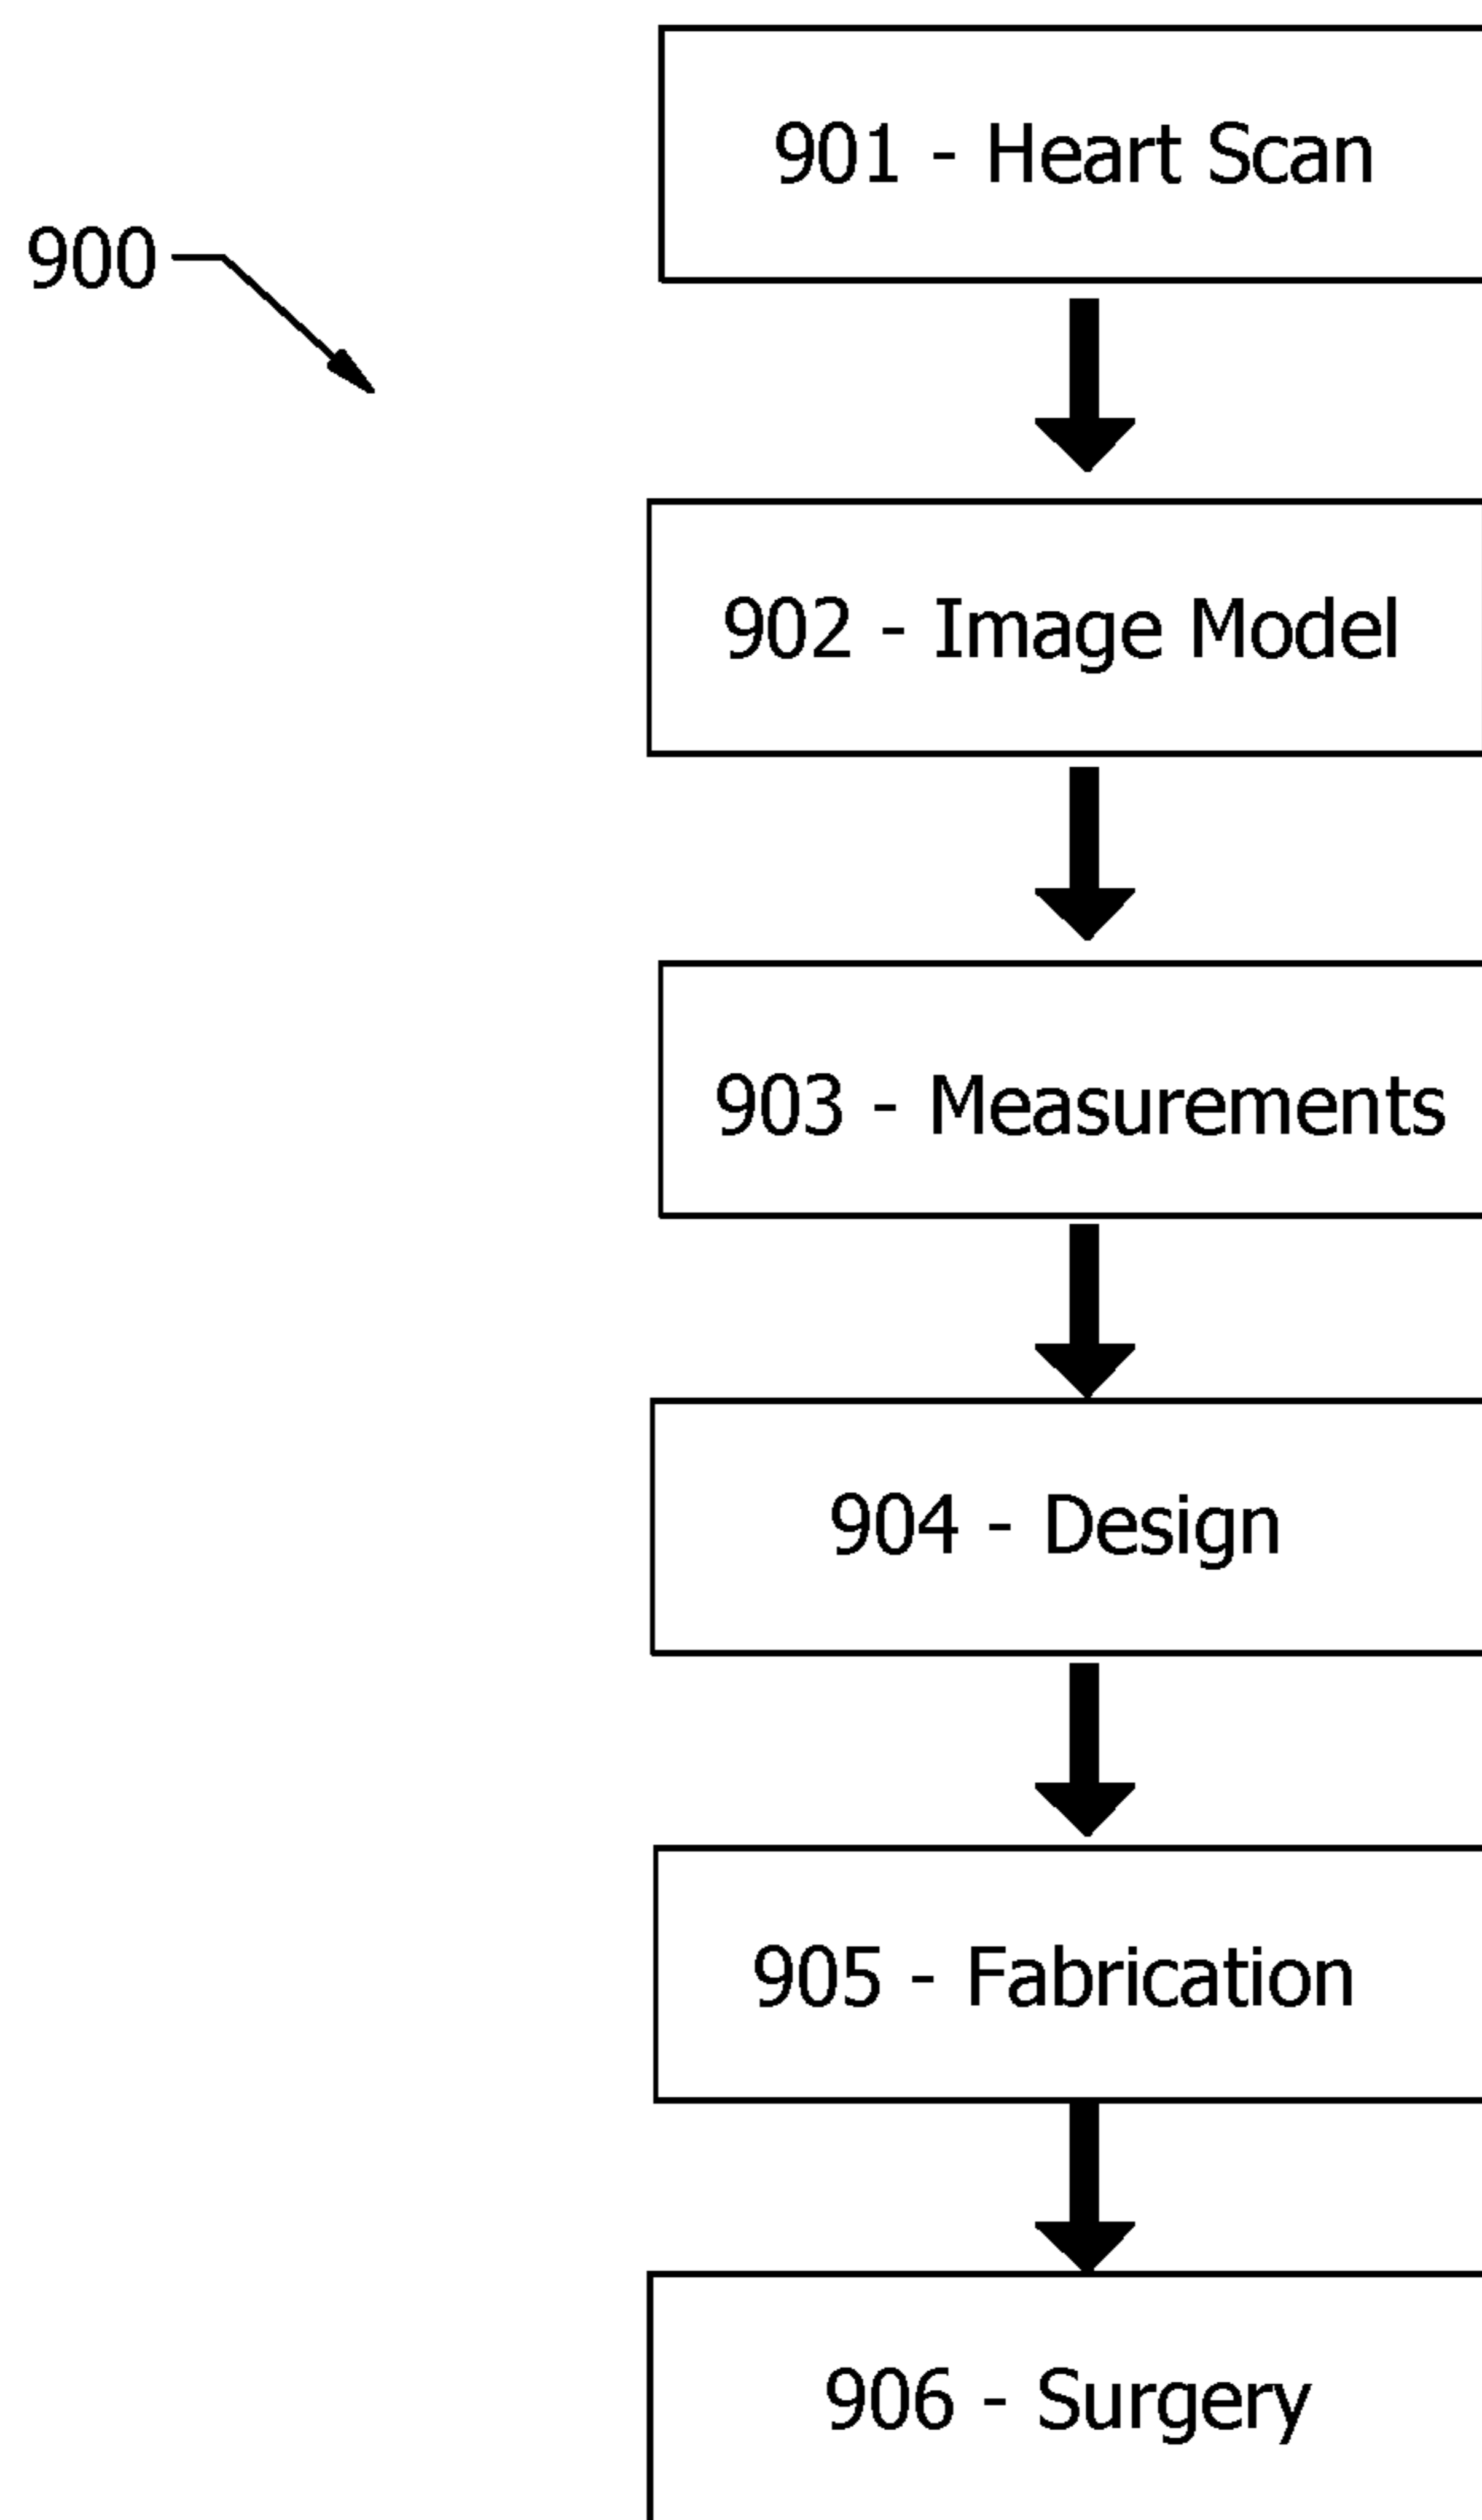 901 - Heart Scan
900
902 - Image Model
903 - Measurements
904 - Design
905 - Fabrication
906 - Surgery